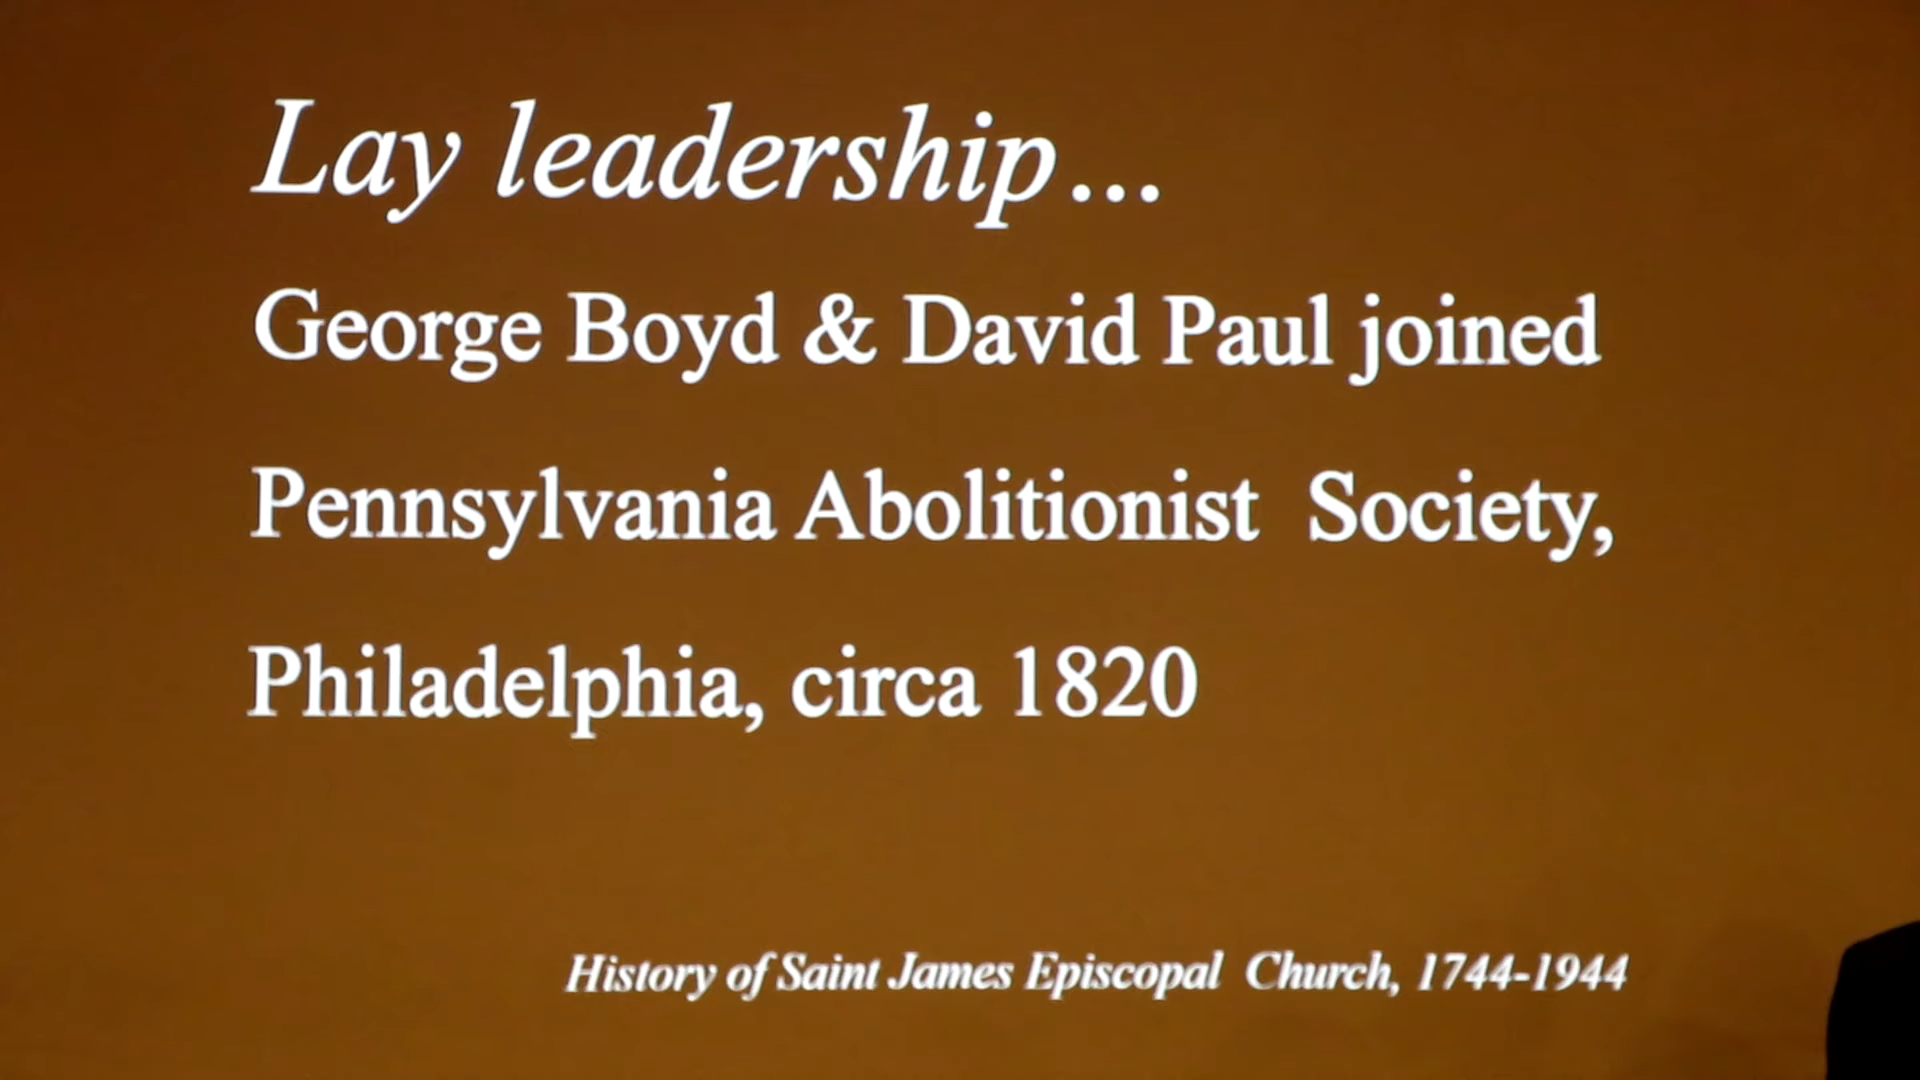 Lay leadership...
George Boyd & David Paul joined
Pennsylvania Abolitionist Society,
Philadelphia, circa 1820
History of Saint James Episcopal Church, 1744-1944